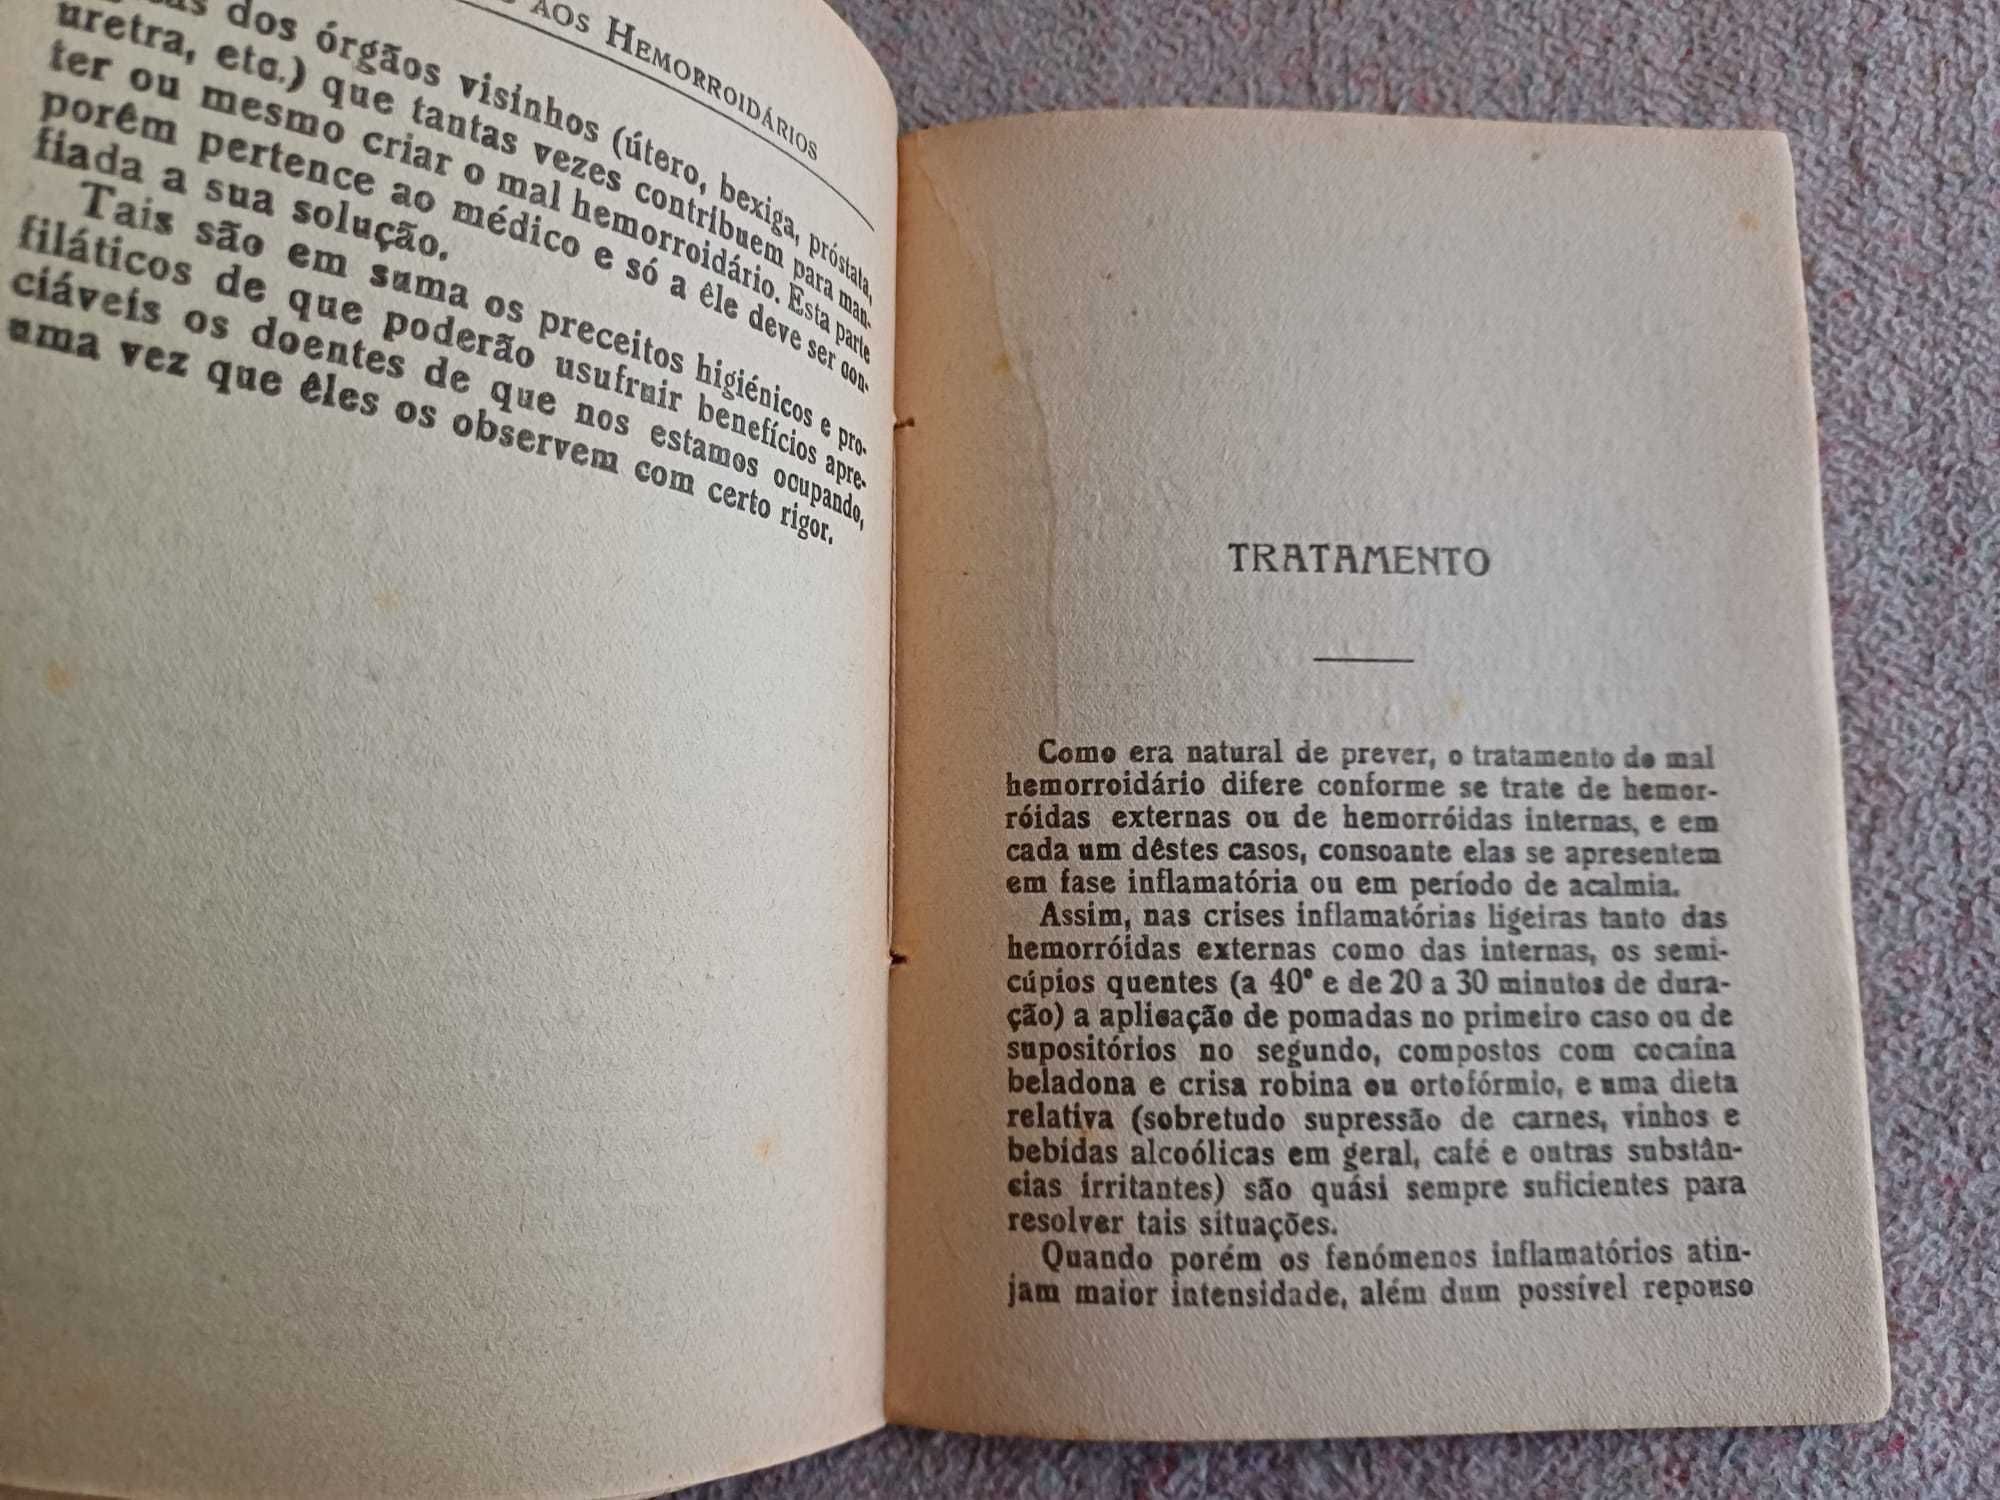 aos Hemorroidários
dos órgãos visinhos (útero, bexiga, próstata,
uretra, etc.) que tantas vezes contribuem para man-
ter ou mesmo criar o mal hemorroidário. Esta parte
porêm pertence ao médico e só a êle deve ser con-
fiada a sua solução.
Tais são em suma os preceitos higiénicos e pro-
filáticos de que poderão usufruir benefícios apre-
ciáveis os doentes de que nos estamos ocupando,
uma vez que êles os observem com certo rigor.
TRATAMENTO
Como era natural de prever, o tratamento do mal
hemorroidário difere conforme se trate de hemor-
róidas externas ou de hemorróidas internas, e em
cada um dêstes casos, consoante elas se apresentem
em fase inflamatória ou em período de acalmia.
Assim, nas crises inflamatórias ligeiras tanto das
hemorróidas externas como das internas, os semi-
cúpios quentes (a 40° e de 20 a 30 minutos de dura-
ção) a aplicação de pomadas no primeiro caso ou de
supositórios no segundo, compostos com cocaína
beladona e crisa robina ou ortofórmio, e uma dieta
relativa (sobretudo supressão de carnes, vinhos e
bebidas alcoólicas em geral, café e outras substân-
cias irritantes) são quási sempre suficientes para
resolver tais situações.
Quando porém os fenómenos inflamatórios atin-
jam maior intensidade, além dum possível repouso